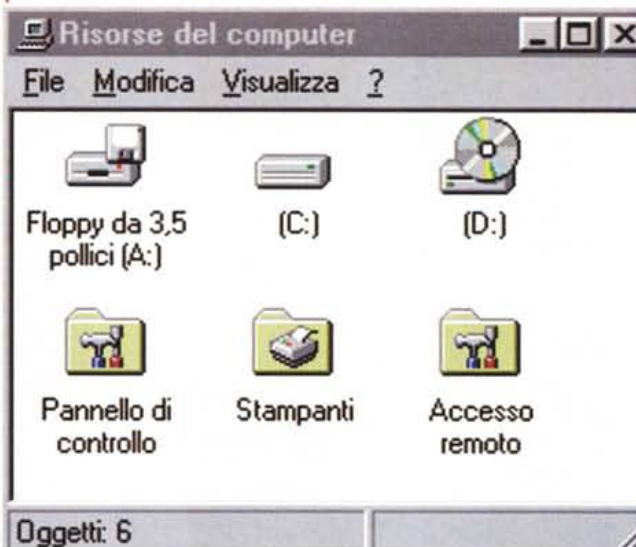 Risorse del computer
File Modifica Visualizza ?
Floppy da 3,5
pollici (A:)
(C:)
(D:)
Pannello di
controllo
Stampanti
Accesso
remoto
Oggetti: 6